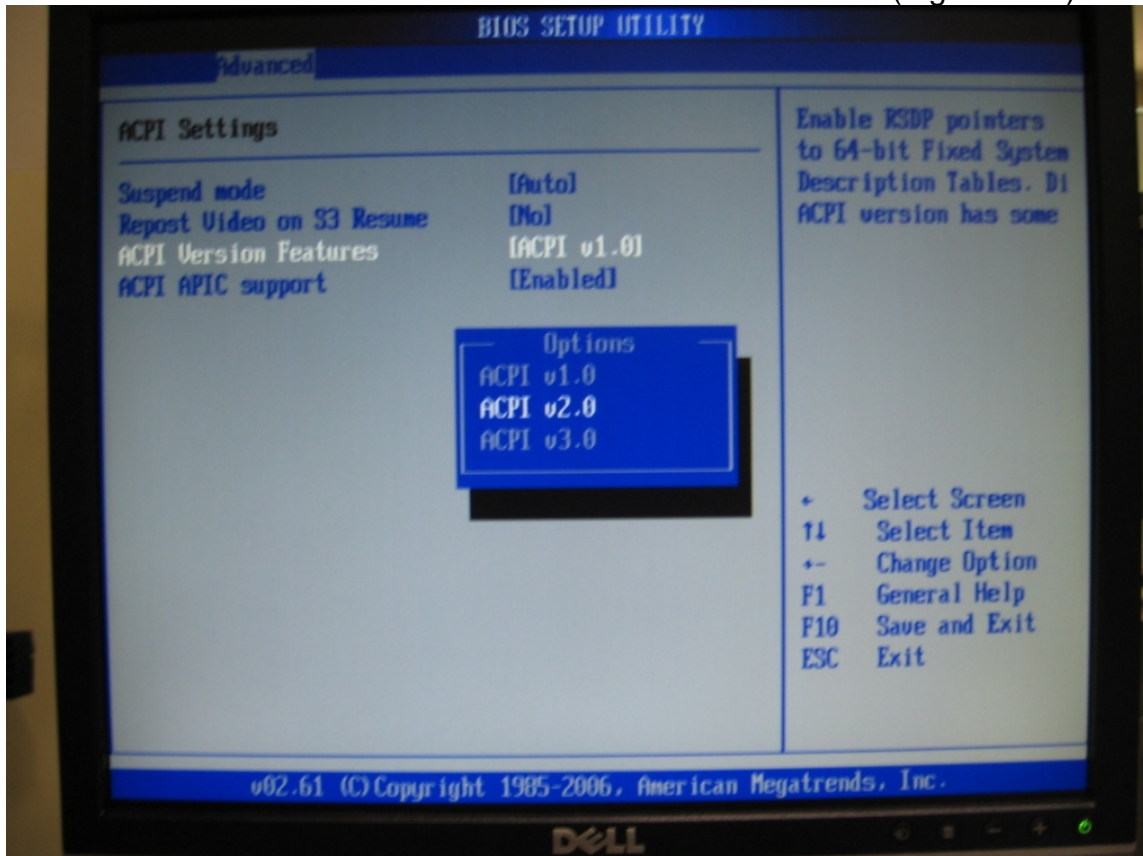 BIOS SETUP UTILITY
Advanced
ACPI Settings
Suspend mode [Auto]
Repost Video on S3 Resume [No]
ACPI Version Features [ACPI v1.0]
ACPI APIC support [Enabled]
Options
ACPI v1.0
ACPI v2.0
ACPI v3.0
Enable RSDP pointers
to 64-bit Fixed System
Description Tables. Di
ACPI version has some
← Select Screen
↑↓ Select Item
+- Change Option
F1 General Help
F10 Save and Exit
ESC Exit
v02.61 (C)Copyright 1985-2006, American Megatrends, Inc.
DELL